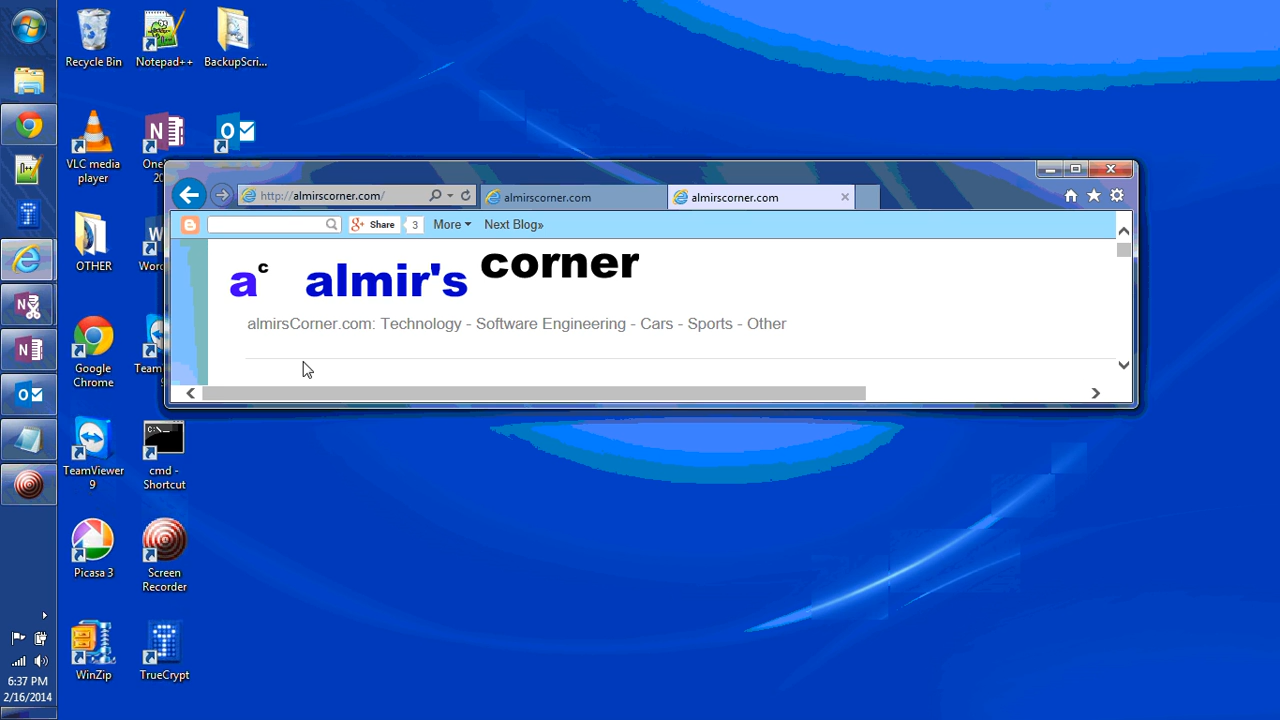 Recycle Bin
Notepad++
BackupScri...
VLC media player
OTHER
Google Chrome
TeamViewer 9
cmd - Shortcut
Picasa 3
Screen Recorder
WinZip
TrueCrypt
http://almirscorner.com/
almirscorner.com
almirscorner.com
Share
3
More
Next Blog»
ac almir's corner
almirsCorner.com: Technology - Software Engineering - Cars - Sports - Other
6:37 PM
2/16/2014